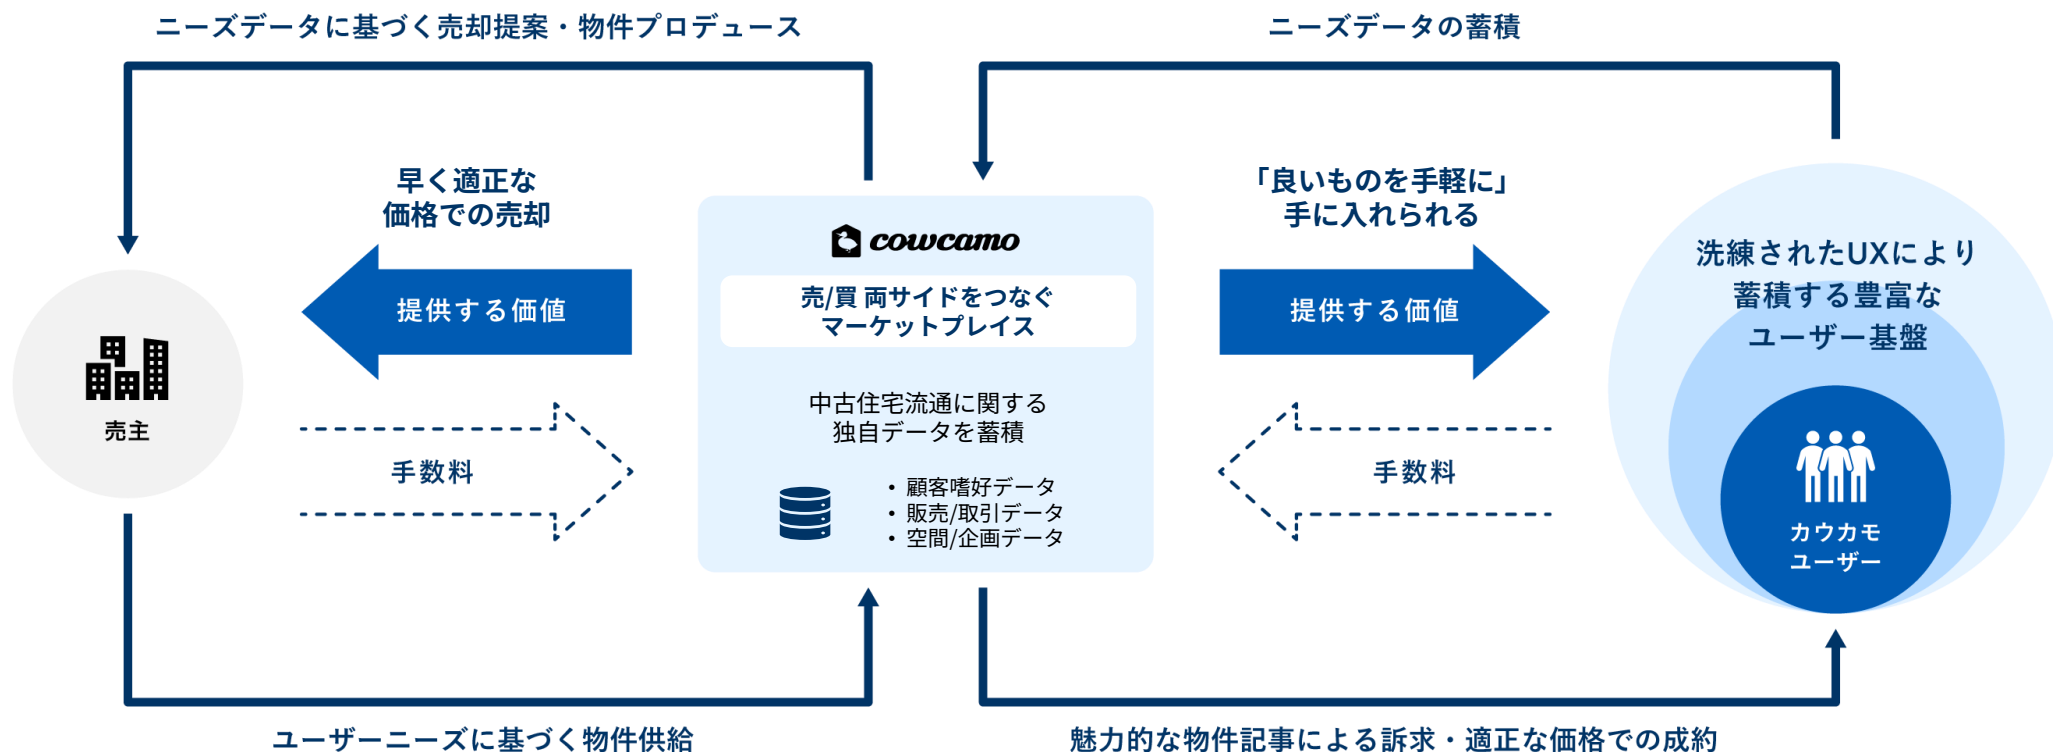 ニーズデータに基づく売却提案・物件プロデュース
ニーズデータの蓄積
早く適正な
価格での売却
提供する価値
手数料
売主
cowcamo
売/買 両サイドをつなぐ
マーケットプレイス
中古住宅流通に関する
独自データを蓄積
• 顧客嗜好データ
• 販売/取引データ
• 空間/企画データ
「良いものを手軽に」
手に入れられる
提供する価値
手数料
洗練されたUXにより
蓄積する豊富な
ユーザー基盤
カウカモ
ユーザー
ユーザーニーズに基づく物件供給
魅力的な物件記事による訴求・適正な価格での成約